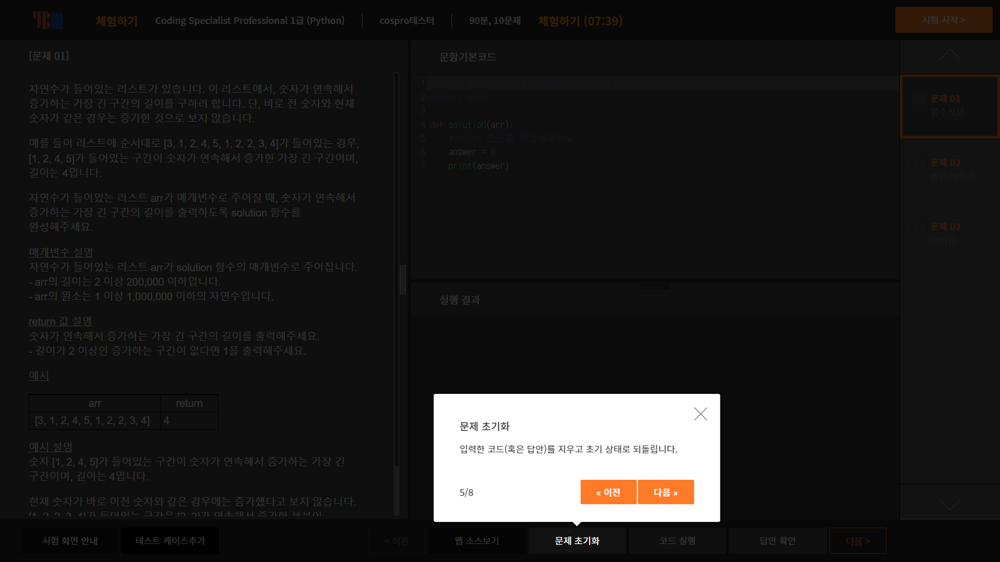 YBM
체험하기
Coding Specialist Professional 1급 (Python)
cospro테스터
90분, 10문제
체험하기 (07:39)
시험 시작 >
[문제 01]
자연수가 들어있는 리스트가 있습니다. 이 리스트에서, 숫자가 연속해서
증가하는 가장 긴 구간의 길이를 구하려 합니다. 단, 바로 전 숫자와 현재
숫자가 같은 경우는 증가한 것으로 보지 않습니다.
예를 들어 리스트에 순서대로 [3, 1, 2, 4, 5, 1, 2, 2, 3, 4]가 들어있는 경우,
[1, 2, 4, 5]가 들어있는 구간이 숫자가 연속해서 증가한 가장 긴 구간이며,
길이는 4입니다.
자연수가 들어있는 리스트 arr가 매개변수로 주어질 때, 숫자가 연속해서
증가하는 가장 긴 구간의 길이를 출력하도록 solution 함수를
완성해주세요.
매개변수 설명
자연수가 들어있는 리스트 arr가 solution 함수의 매개변수로 주어집니다.
- arr의 길이는 2 이상 200,000 이하입니다.
- arr의 원소는 1 이상 1,000,000 이하의 자연수입니다.
return 값 설명
숫자가 연속해서 증가하는 가장 긴 구간의 길이를 출력해주세요.
- 길이가 2 이상인 증가하는 구간이 없다면 1을 출력해주세요.
예시
arr return
[3, 1, 2, 4, 5, 1, 2, 2, 3, 4] 4
예시 설명
숫자 [1, 2, 4, 5]가 들어있는 구간이 숫자가 연속해서 증가하는 가장 긴
구간이며, 길이는 4입니다.
현재 숫자가 바로 이전 숫자와 같은 경우에는 증가했다고 보지 않습니다.
[1, 2, 2, 3, 4]가 들어있는 구간은 [2, 2]가 연속해서 증가한 부분이
문항기본코드
1 #다음과 같이 import를 사용할 수 있습니다.
2 #import math
3
4 def solution(arr):
5 #여기에 코드를 작성해주세요.
6 answer = 0
7 print(answer)
실행 결과
문제 01
함수작성
문제 02
빈칸 채우기
문제 03
디버깅
문제 초기화
입력한 코드(혹은 답안)를 지우고 초기 상태로 되돌립니다.
5/8
« 이전
다음 »
시험 화면 안내
테스트 케이스추가
< 이전
웹 소스보기
문제 초기화
코드 실행
답안 확인
다음 >